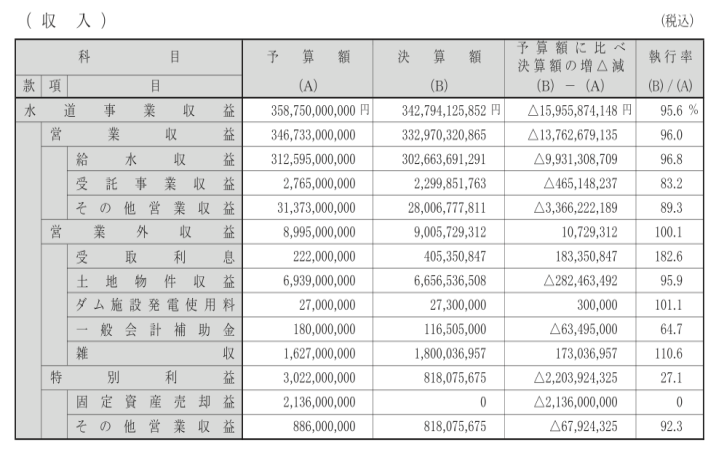 （収　入）
（税込）
科　目　予　算　額　決　算　額　予算額に比べ　執行率
決算額の増△減
款　項　目　（A）　（B）　（B）－（A）　（B）/（A）
水道事業収益　358,750,000,000円　342,794,125,852円　△15,955,874,148円　95.6 %
営業収益　346,733,000,000　332,970,320,865　△13,762,679,135　96.0
給水収益　312,595,000,000　302,663,691,291　△9,931,308,709　96.8
受託事業収益　2,765,000,000　2,299,851,763　△465,148,237　83.2
その他営業収益　31,373,000,000　28,006,777,811　△3,366,222,189　89.3
営業外収益　8,995,000,000　9,005,729,312　10,729,312　100.1
受取利息　222,000,000　405,350,847　183,350,847　182.6
土地物件収益　6,939,000,000　6,656,536,508　△282,463,492　95.9
ダム施設発電使用料　27,000,000　27,300,000　300,000　101.1
一般会計補助金　180,000,000　116,505,000　△63,495,000　64.7
雑収　1,627,000,000　1,800,036,957　173,036,957　110.6
特別利益　3,022,000,000　818,075,675　△2,203,924,325　27.1
固定資産売却益　2,136,000,000　0　△2,136,000,000　0
その他営業収益　886,000,000　818,075,675　△67,924,325　92.3